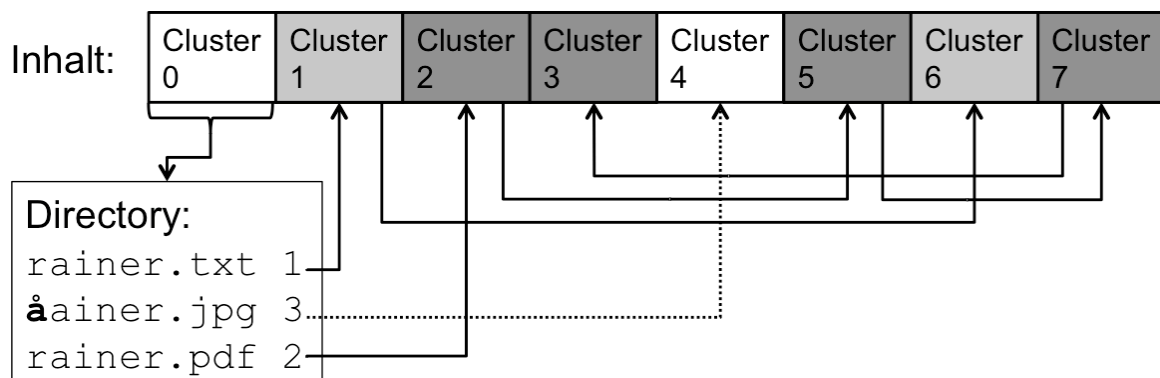 Inhalt:
Cluster 0
Cluster 1
Cluster 2
Cluster 3
Cluster 4
Cluster 5
Cluster 6
Cluster 7
Directory:
rainer.txt 1
åainer.jpg 3
rainer.pdf 2